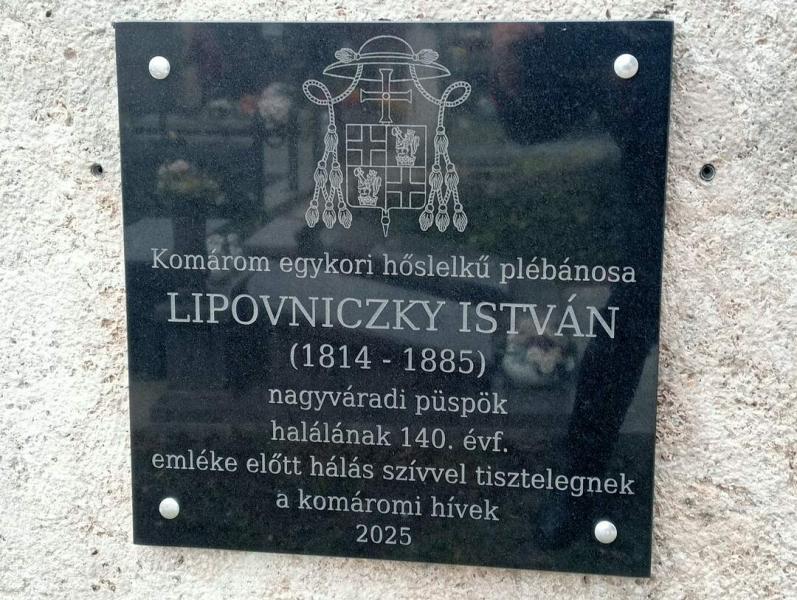 Komárom egykori hőslelkű plébánosa
LIPOVNICZKY ISTVÁN
(1814 - 1885)
nagyváradi püspök
halálának 140. évf.
emléke előtt hálás szívvel tisztelegnek
a komáromi hívek
2025